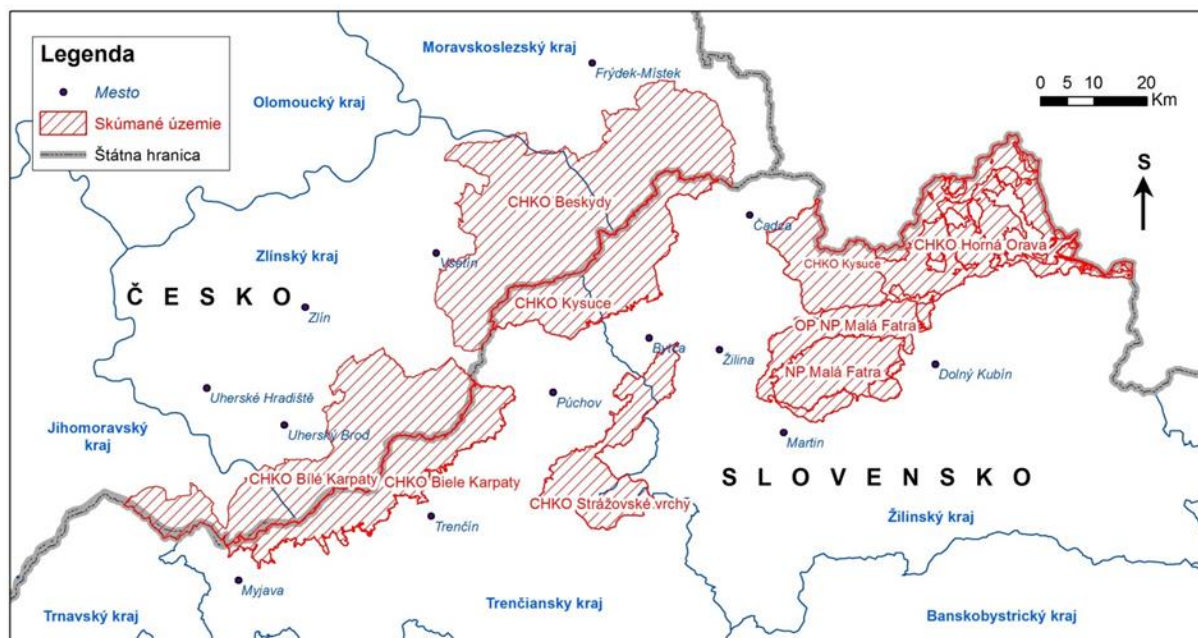 Legenda
Mesto
Skúmané územie
Štátna hranica
Moravskoslezský kraj
Frýdek-Místek
0 5 10 20
Km
S
Olomoucký kraj
CHKO Beskydy
Čadca
CHKO Horná Orava
Zlínský kraj
Vsetín
CHKO Kysuce
ČESKO
CHKO Kysuce
Zlín
OP NP Malá Fatra
Bytča
Žilina
NP Malá Fatra
Dolný Kubín
Uherské Hradiště
Púchov
Uherský Brod
Jihomoravský
kraj
Martin
CHKO Bílé Karpaty
CHKO Biele Karpaty
SLOVENSKO
CHKO Strážovské vrchy
Trenčín
Žilinský kraj
Myjava
Trnavský kraj
Trenčiansky kraj
Banskobystrický kraj